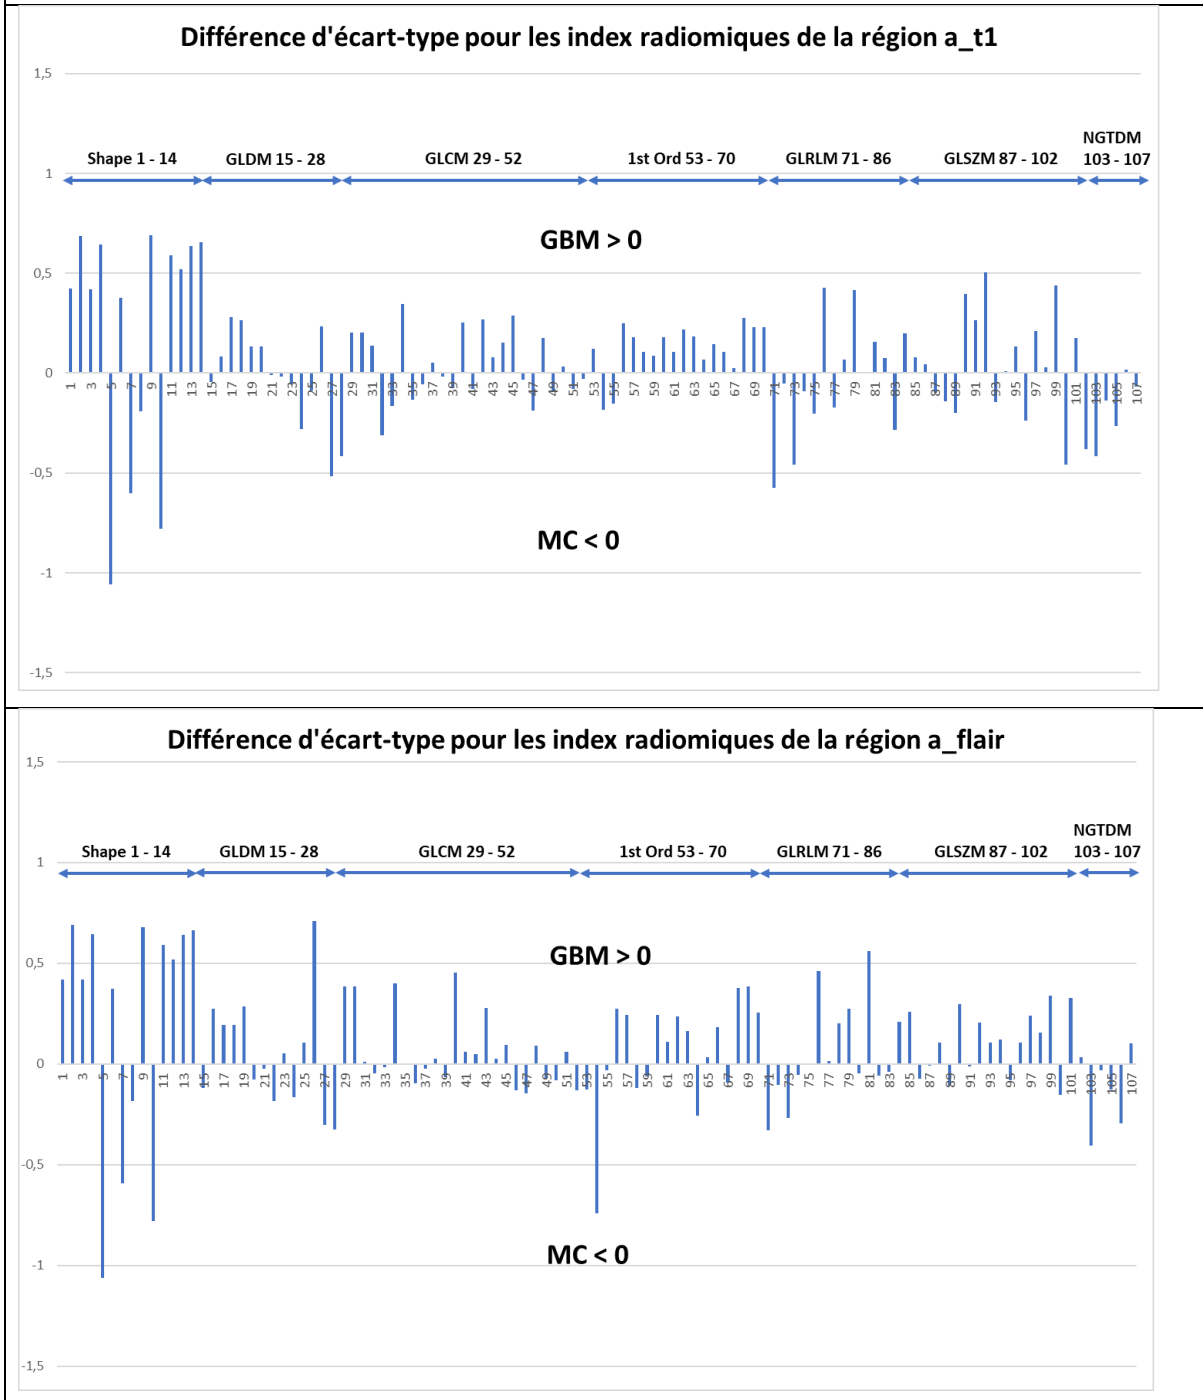 Différence d'écart-type pour les index radiomiques de la région a_t1
1,5
NGTDM
Shape 1 - 14 GLDM 15 - 28 GLCM 29 - 52 1st Ord 53 - 70 GLRLM 71 - 86 GLSZM 87 - 102 103 - 107
1
GBM > 0
0,5
0
1 3 5 7 9 11 13 15 17 19 21 23 25 27 29 31 33 35 37 39 41 43 45 47 49 51 53 55 57 59 61 63 65 67 69 71 73 75 77 79 81 83 85 87 89 91 93 95 97 99 101 103 105 107
-0,5
MC < 0
-1
-1,5
Différence d'écart-type pour les index radiomiques de la région a_flair
1,5
NGTDM
Shape 1 - 14 GLDM 15 - 28 GLCM 29 - 52 1st Ord 53 - 70 GLRLM 71 - 86 GLSZM 87 - 102 103 - 107
1
GBM > 0
0,5
0
1 3 5 7 9 11 13 15 17 19 21 23 25 27 29 31 33 35 37 39 41 43 45 47 49 51 53 55 57 59 61 63 65 67 69 71 73 75 77 79 81 83 85 87 89 91 93 95 97 99 101 103 105 107
-0,5
MC < 0
-1
-1,5